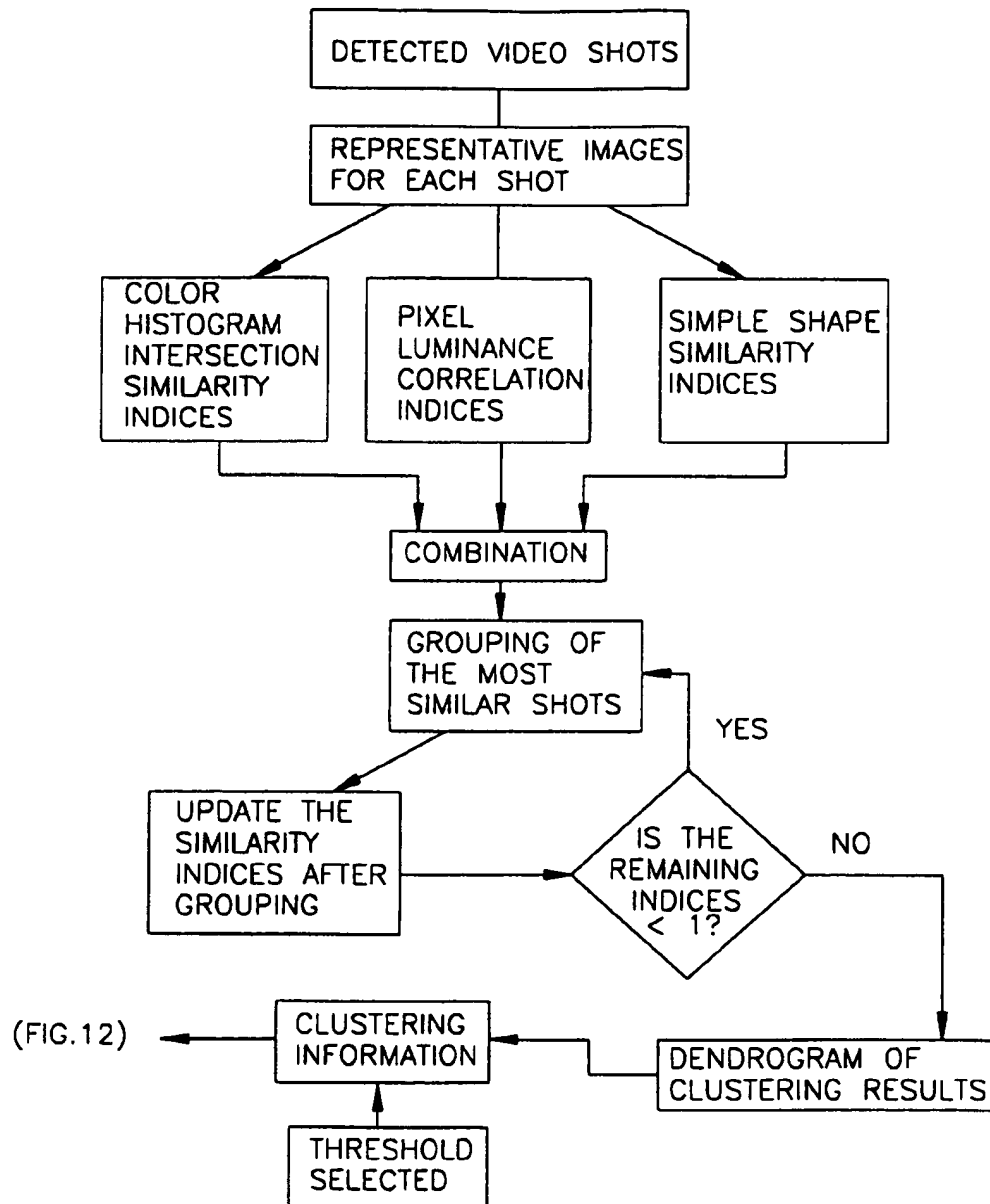 DETECTED VIDEO SHOTS
REPRESENTATIVE IMAGES
FOR EACH SHOT
COLOR
HISTOGRAM
INTERSECTION
SIMILARITY
INDICES
PIXEL
LUMINANCE
CORRELATION
INDICES
SIMPLE SHAPE
SIMILARITY
INDICES
COMBINATION
GROUPING OF
THE MOST
SIMILAR SHOTS
YES
UPDATE THE
SIMILARITY
INDICES AFTER
GROUPING
IS THE
REMAINING
INDICES
< 1?
NO
(FIG.12)
CLUSTERING
INFORMATION
DENDROGRAM OF
CLUSTERING RESULTS
THRESHOLD
SELECTED